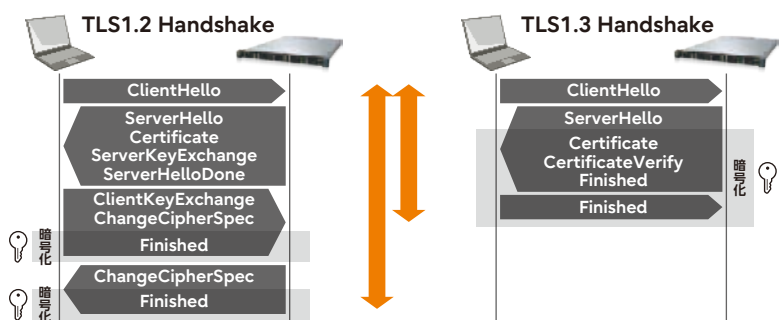 TLS1.2 Handshake
ClientHello
ServerHello
Certificate
ServerKeyExchange
ServerHelloDone
ClientKeyExchange
ChangeCipherSpec
Finished
暗号化
ChangeCipherSpec
Finished
暗号化
TLS1.3 Handshake
ClientHello
ServerHello
Certificate
CertificateVerify
Finished
Finished
暗号化